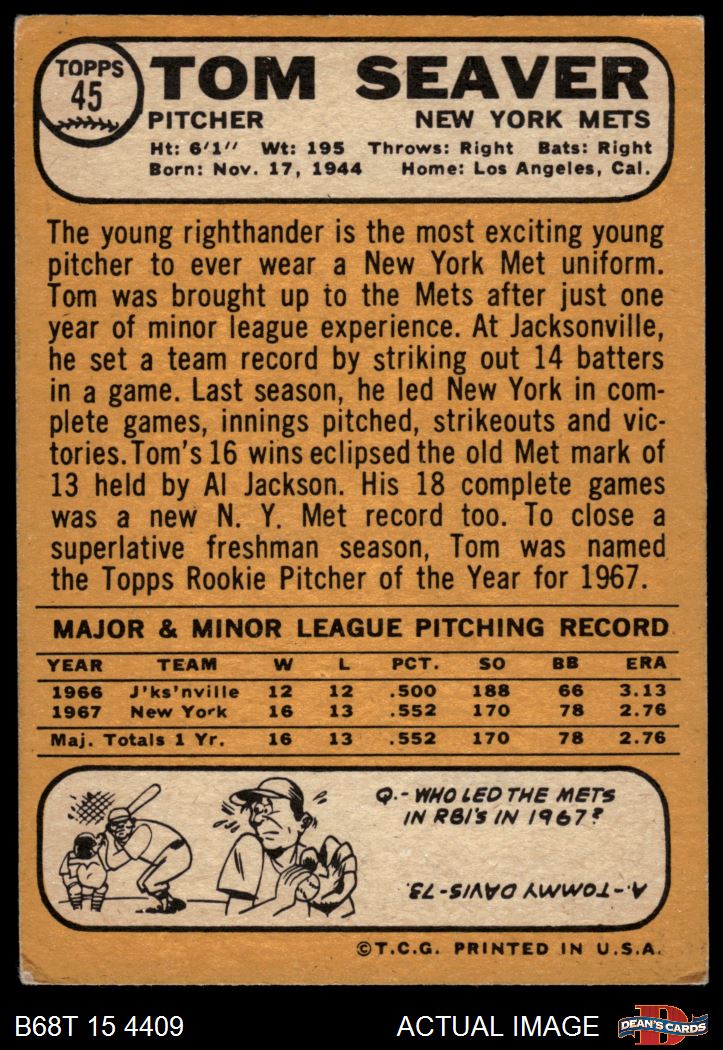 TOPPS
45
TOM SEAVER
PITCHER NEW YORK METS
Ht: 6'1" Wt: 195 Throws: Right Bats: Right
Born: Nov. 17, 1944 Home: Los Angeles, Cal.
The young righthander is the most exciting young
pitcher to ever wear a New York Met uniform.
Tom was brought up to the Mets after just one
year of minor league experience. At Jacksonville,
he set a team record by striking out 14 batters
in a game. Last season, he led New York in com-
plete games, innings pitched, strikeouts and vic-
tories. Tom's 16 wins eclipsed the old Met mark of
13 held by Al Jackson. His 18 complete games
was a new N. Y. Met record too. To close a
superlative freshman season, Tom was named
the Topps Rookie Pitcher of the Year for 1967.
MAJOR & MINOR LEAGUE PITCHING RECORD
YEAR TEAM W L PCT. SO BB ERA
1966 J'ks'nville 12 12 .500 188 66 3.13
1967 New York 16 13 .552 170 78 2.76
Maj. Totals 1 Yr. 16 13 .552 170 78 2.76
Q.- WHO LED THE METS
IN RBI'S IN 1967?
A-.TOMMY DAVIS-73.
©T.C.G. PRINTED IN U.S.A.
B68T 15 4409 ACTUAL IMAGE
D
DEAN'S CARDS